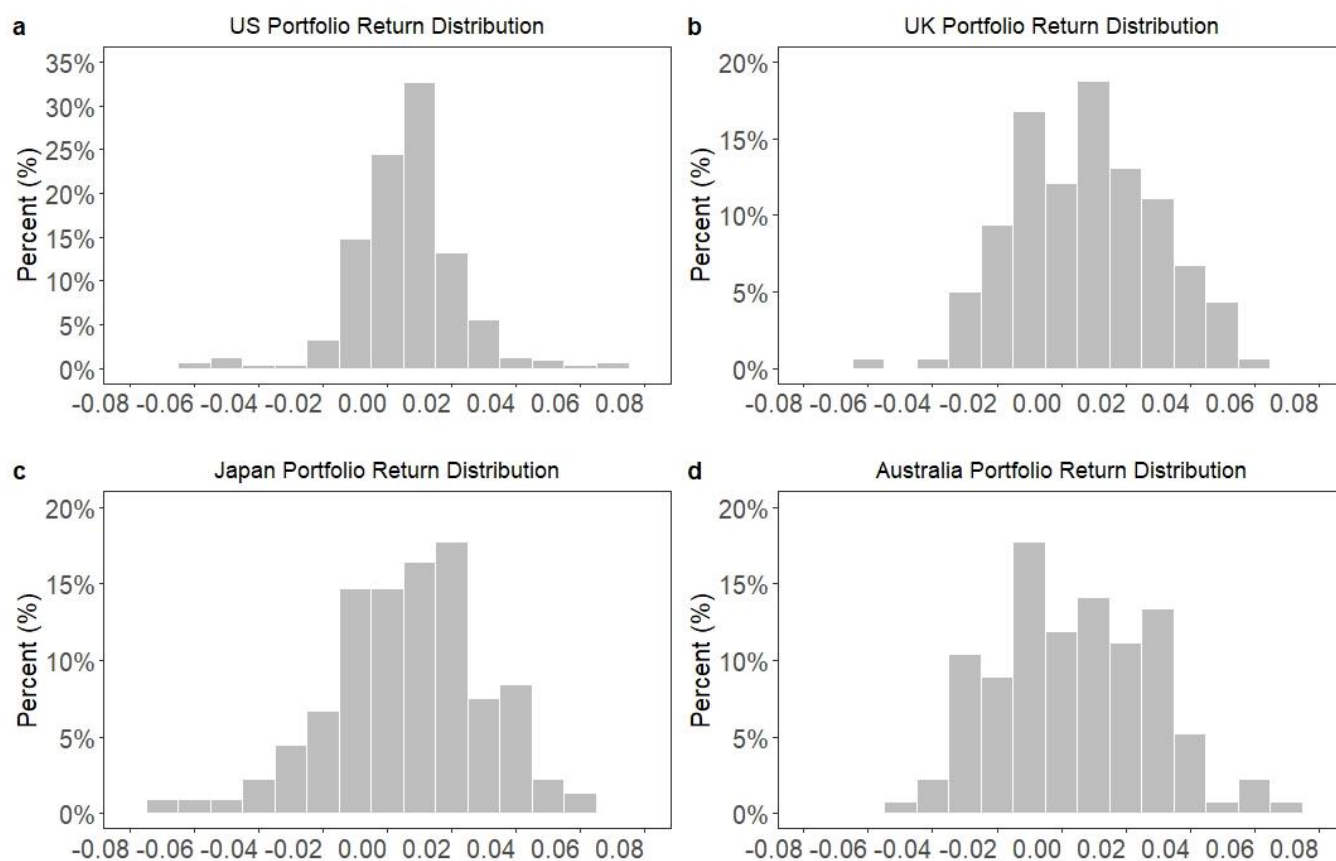 a US Portfolio Return Distribution
Percent (%)
35%
30%
25%
20%
15%
10%
5%
0%
-0.08 -0.06 -0.04 -0.02 0.00 0.02 0.04 0.06 0.08
b UK Portfolio Return Distribution
Percent (%)
20%
15%
10%
5%
0%
-0.08 -0.06 -0.04 -0.02 0.00 0.02 0.04 0.06 0.08
c Japan Portfolio Return Distribution
Percent (%)
20%
15%
10%
5%
0%
-0.08 -0.06 -0.04 -0.02 0.00 0.02 0.04 0.06 0.08
d Australia Portfolio Return Distribution
Percent (%)
20%
15%
10%
5%
0%
-0.08 -0.06 -0.04 -0.02 0.00 0.02 0.04 0.06 0.08